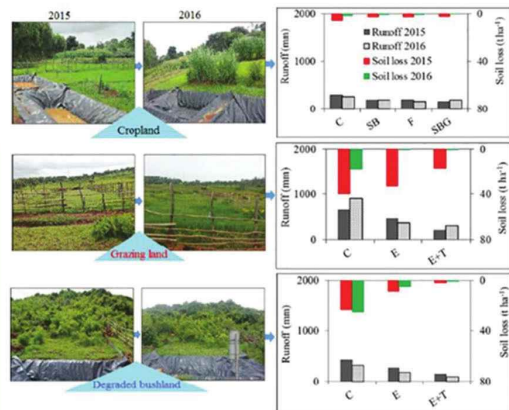 2015 2016
Cropland
Grazing land
Degraded bushland
2000
1000
0
Runoff (mm)
Runoff 2015
Runoff 2016
Soil loss 2015
Soil loss 2016
0
40
80
Soil loss (t ha⁻¹)
C SB F SBG
2000
1000
0
Runoff (mm)
0
40
80
Soil loss (t ha⁻¹)
C E E+T
2000
1000
0
Runoff (mm)
0
40
80
Soil loss (t ha⁻¹)
C E E+T